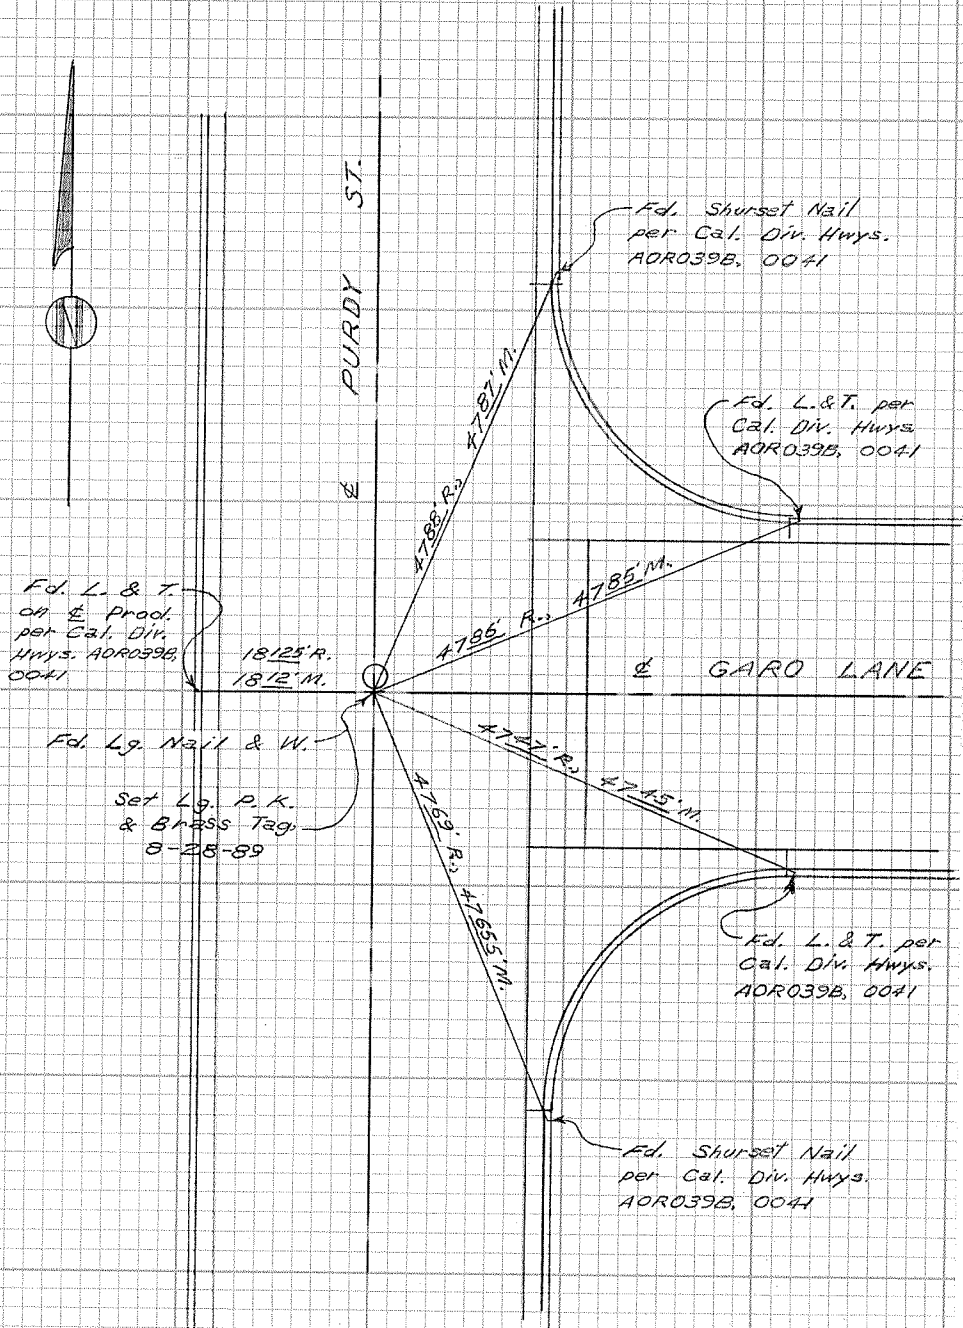 ℄ PURDY ST.
Fd. Shurset Nail
per Cal. Div. Hwys.
AOR039B, 0041
47 88' R.,
47 87' M.
Fd. L. & T. per
Cal. Div. Hwys.
AOR039B, 0041
47 86' R.,
47 85' M.
Fd. L. & T.
on ℄ Prod.
per Cal. Div.
Hwys. AOR039B,
0041
18 125' R.
18 12' M.
℄ GARO LANE
Fd. Lg. Nail & W.
Set Lg. P. K.
& Brass Tag,
8-28-89
47 47' R.,
47 45' M.
47 69' R.,
47 655' M.
Fd. L. & T. per
Cal. Div. Hwys.
AOR039B, 0041
Fd. Shurset Nail
per Cal. Div. Hwys.
AOR039B, 0041